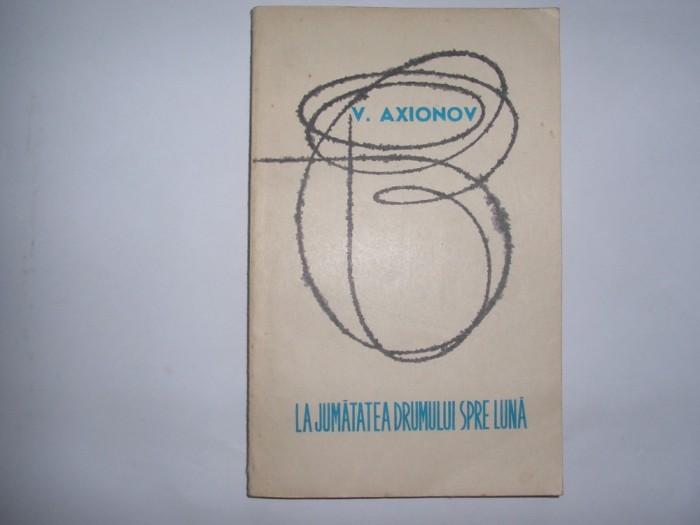 V. AXIONOV
LA JUMĂTATEA DRUMULUI SPRE LUNĂ